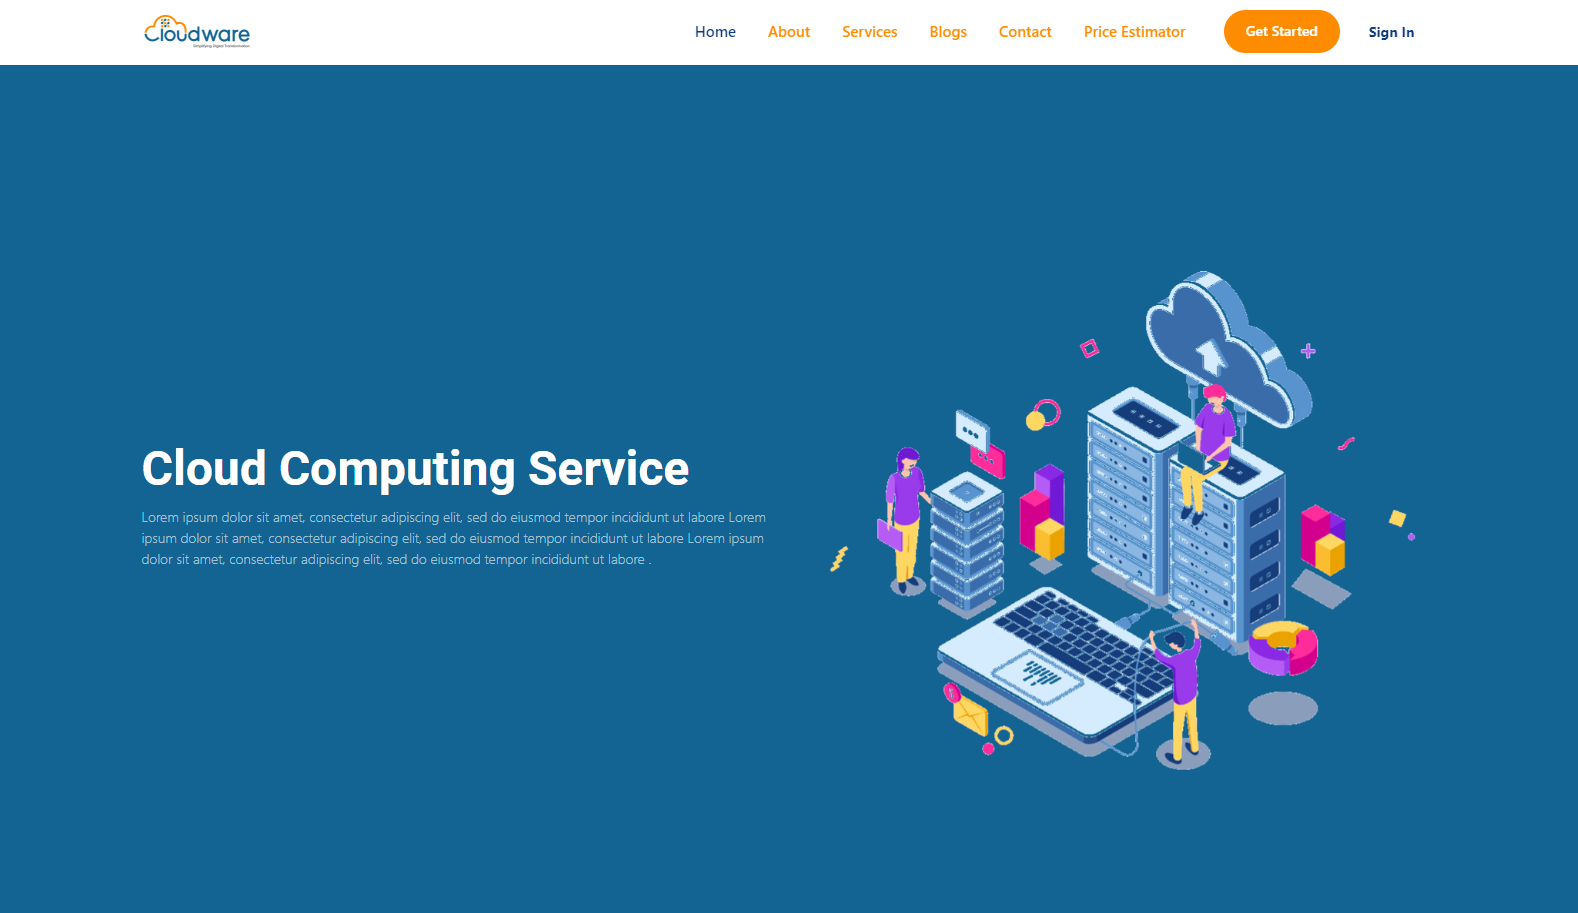 Cloudware
Simplifying Digital Transformation
Home About Services Blogs Contact Price Estimator Get Started Sign In
Cloud Computing Service
Lorem ipsum dolor sit amet, consectetur adipiscing elit, sed do eiusmod tempor incididunt ut labore Lorem
ipsum dolor sit amet, consectetur adipiscing elit, sed do eiusmod tempor incididunt ut labore Lorem ipsum
dolor sit amet, consectetur adipiscing elit, sed do eiusmod tempor incididunt ut labore .